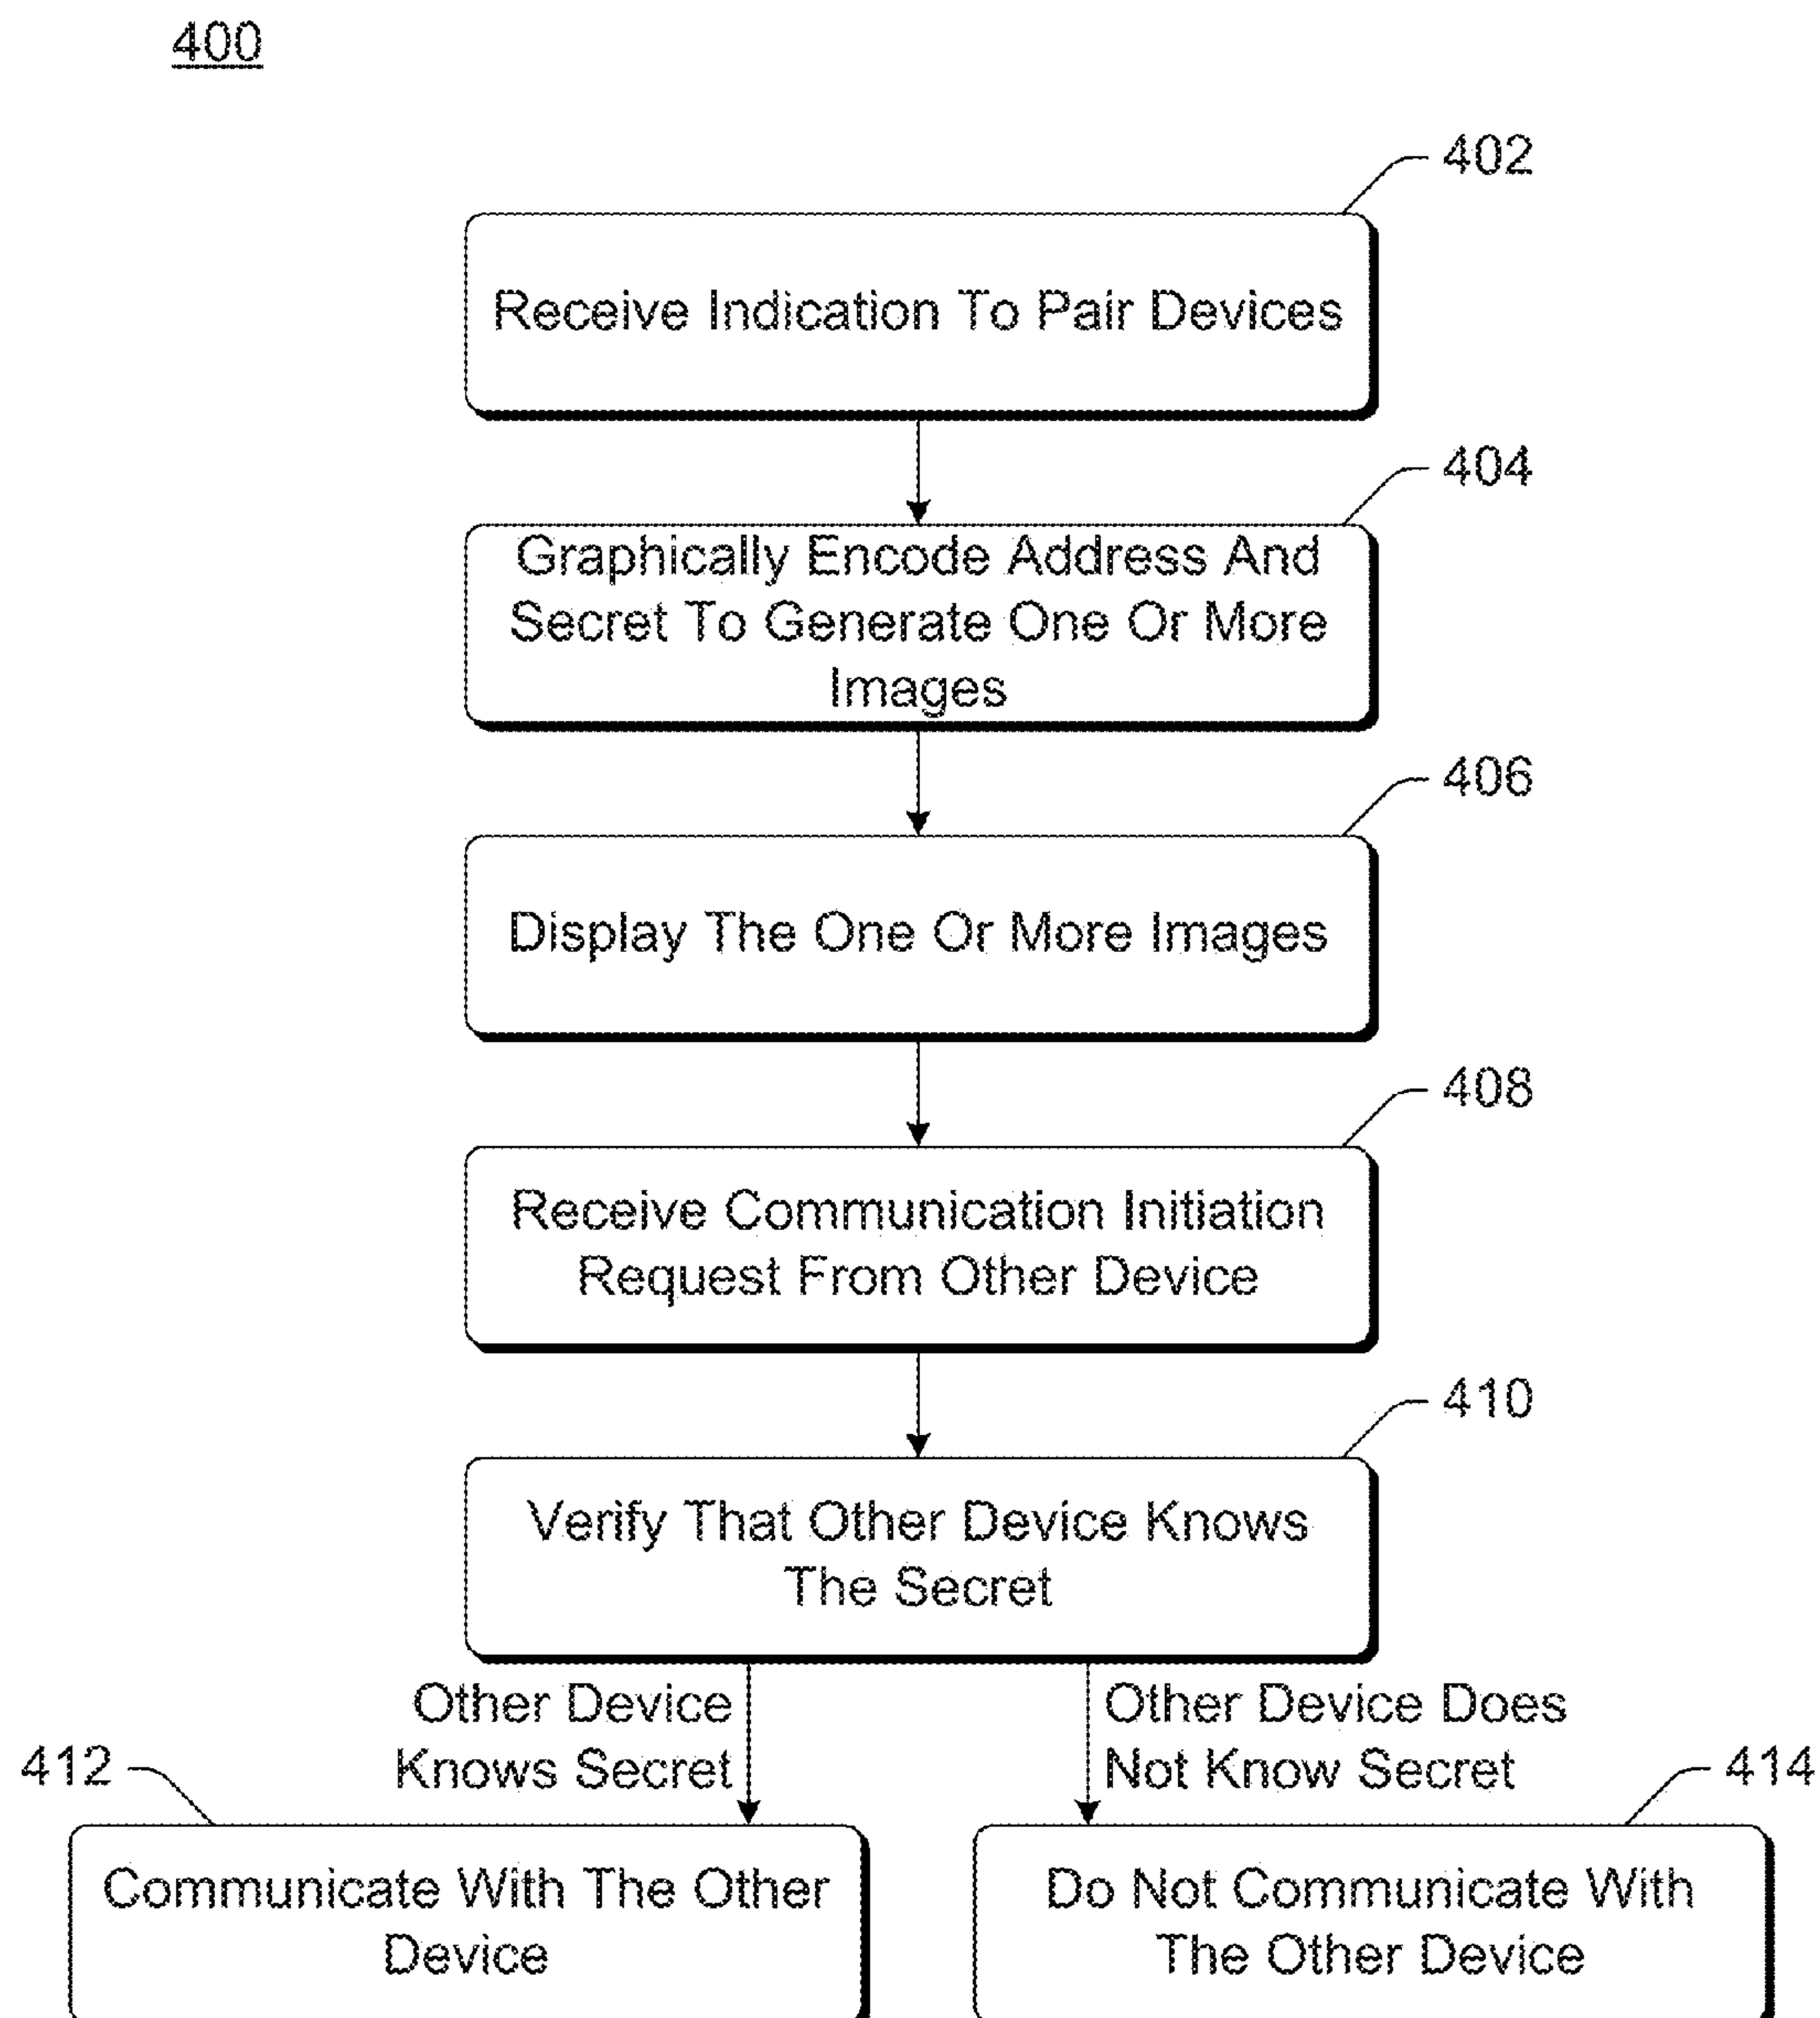 400
402
Receive Indication To Pair Devices
404
Graphically Encode Address And
Secret To Generate One Or More
Images
406
Display The One Or More Images
408
Receive Communication Initiation
Request From Other Device
410
Verify That Other Device Knows
The Secret
Other Device
Knows Secret
Other Device Does
Not Know Secret
412
414
Communicate With The Other
Device
Do Not Communicate With
The Other Device